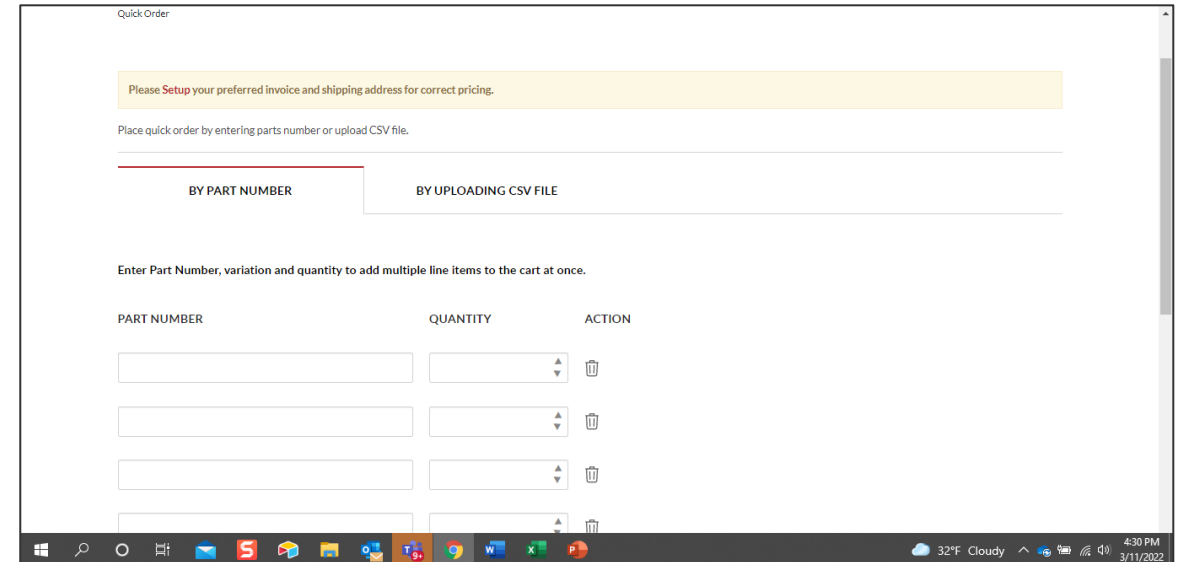 Quick Order
Please Setup your preferred invoice and shipping address for correct pricing.
Place quick order by entering parts number or upload CSV file.
BY PART NUMBER BY UPLOADING CSV FILE
Enter Part Number, variation and quantity to add multiple line items to the cart at once.
PART NUMBER QUANTITY ACTION
32°F Cloudy 4:30 PM
3/11/2022